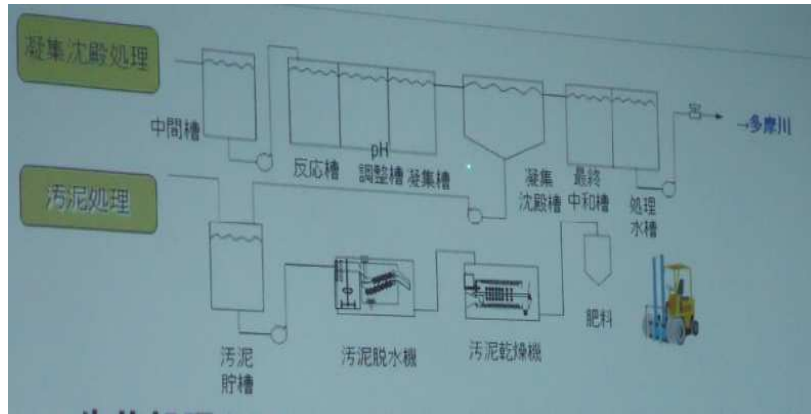 凝集沈殿処理
中間槽
反応槽
pH
調整槽
凝集槽
凝集
沈殿槽
最終
中和槽
処理
水槽
→多摩川
汚泥処理
汚泥
貯槽
汚泥脱水機
汚泥乾燥機
肥料